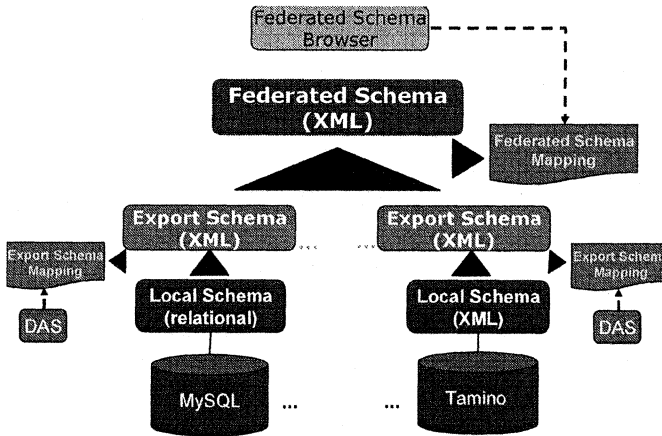 Federated Schema
Browser
Federated Schema
(XML)
Federated Schema
Mapping
Export Schema
(XML)
....
....
Export Schema
(XML)
Export Schema
Mapping
Export Schema
Mapping
Local Schema
(relational)
Local Schema
(XML)
DAS
DAS
MySQL
...
...
Tamino